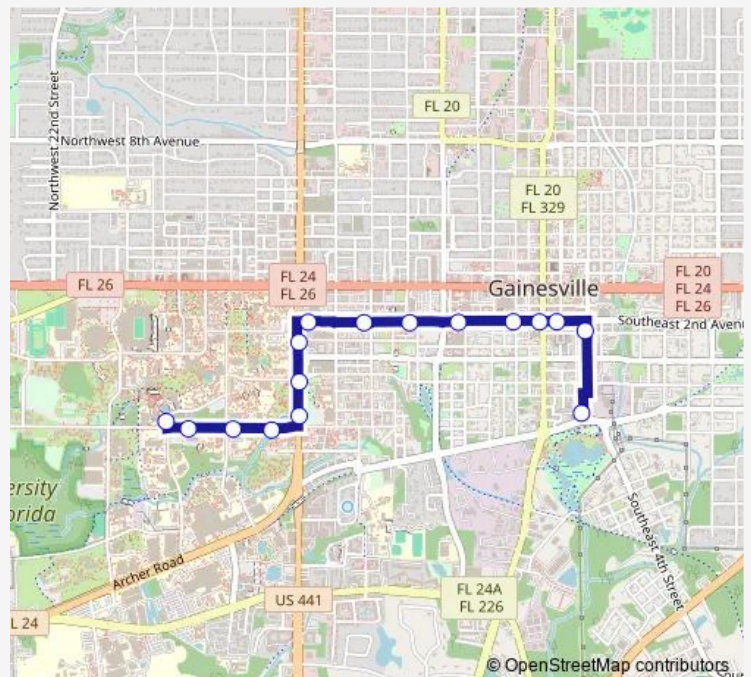 FL 20
Northwest 22nd Street
Northwest 8th Avenue
FL 20
FL 329
FL 26
FL 24
FL 26
Gainesville
FL 20
FL 24
FL 26
Southeast 2nd Avenu
ersity
orida
Archer Road
Southeast 4th Street
US 441
FL 24A
FL 226
L 24
© OpenStreetMap contributors